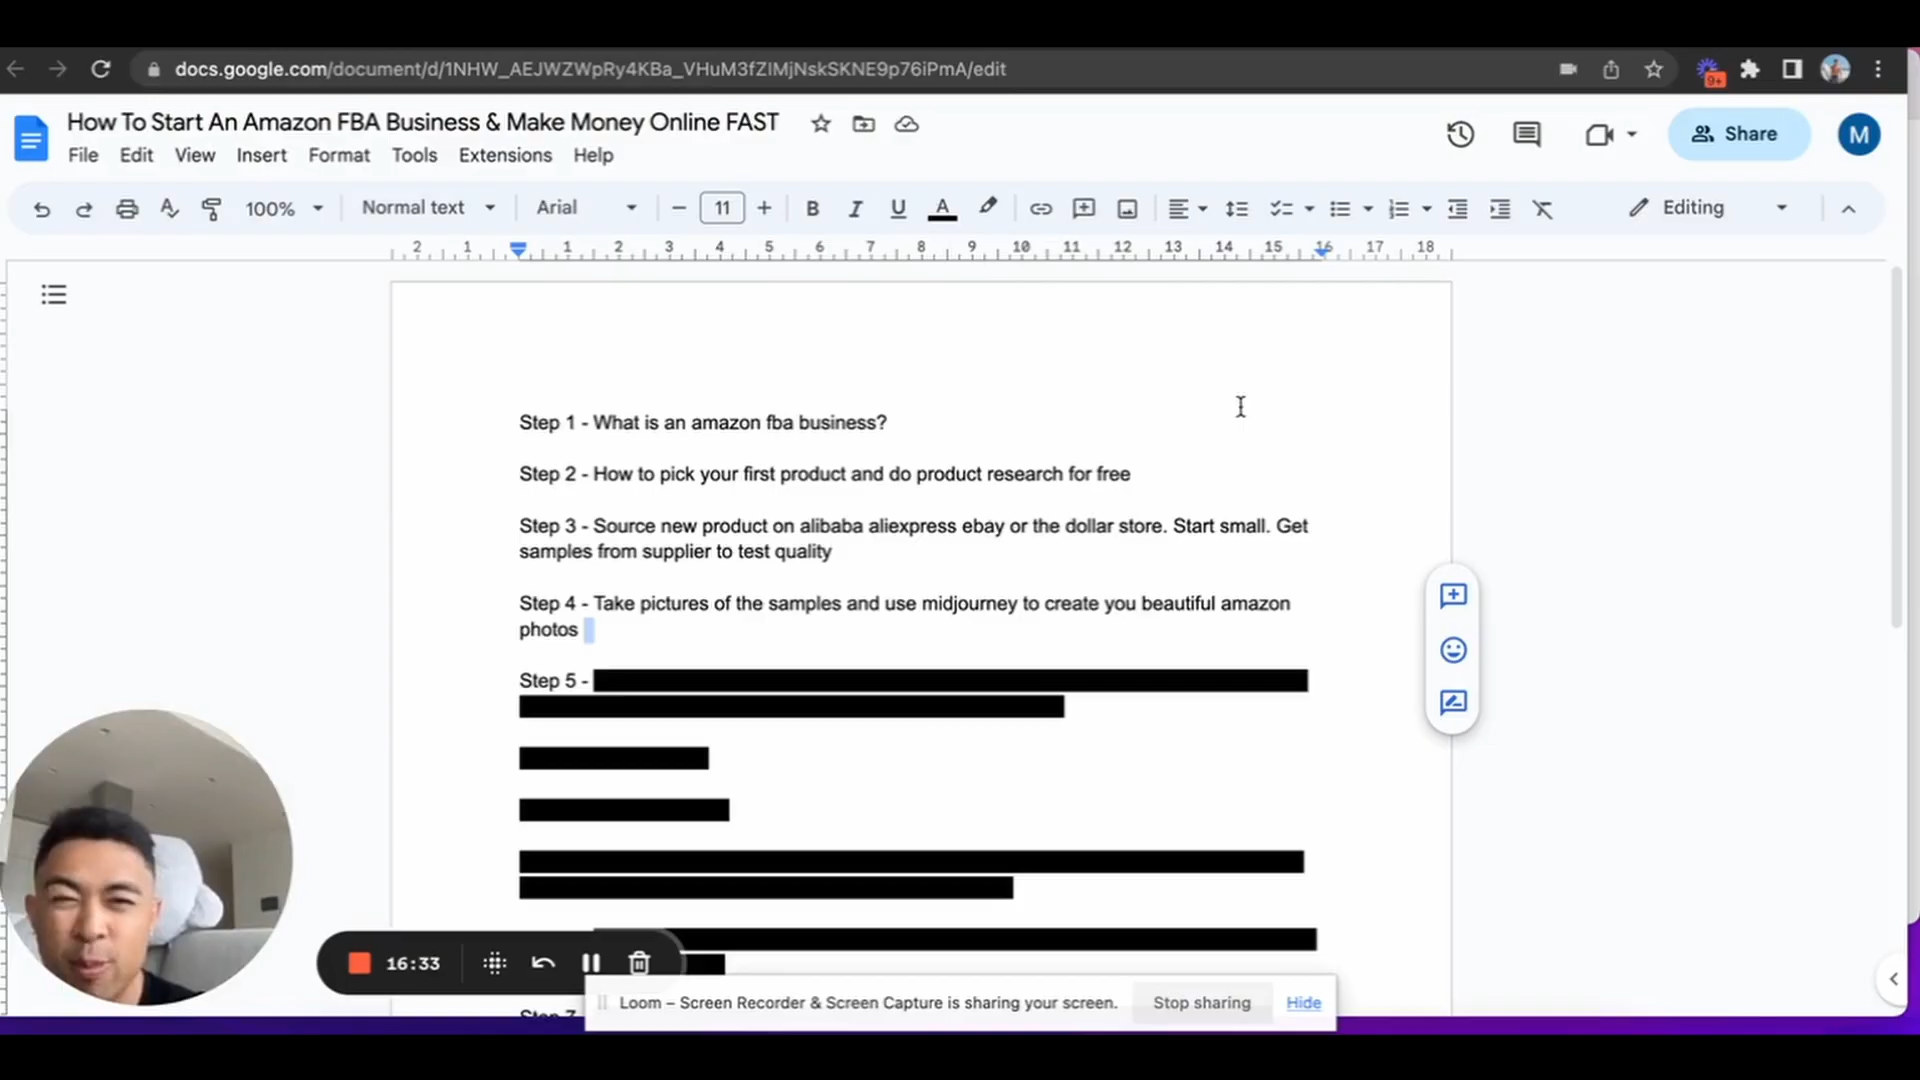 docs.google.com/document/d/1NHW_AEJWZWpRy4KBa_VHuM3fZIMjNskSKNE9p76iPmA/edit
9+
How To Start An Amazon FBA Business & Make Money Online FAST
File Edit View Insert Format Tools Extensions Help
Share
M
100% Normal text Arial 11 B I U A Editing
2 1 1 2 3 4 5 6 7 8 9 10 11 12 13 14 15 16 17 18
Step 1 - What is an amazon fba business?
Step 2 - How to pick your first product and do product research for free
Step 3 - Source new product on alibaba aliexpress ebay or the dollar store. Start small. Get
samples from supplier to test quality
Step 4 - Take pictures of the samples and use midjourney to create you beautiful amazon
photos
Step 5 -
16:33
Loom – Screen Recorder & Screen Capture is sharing your screen. Stop sharing Hide
Step 7